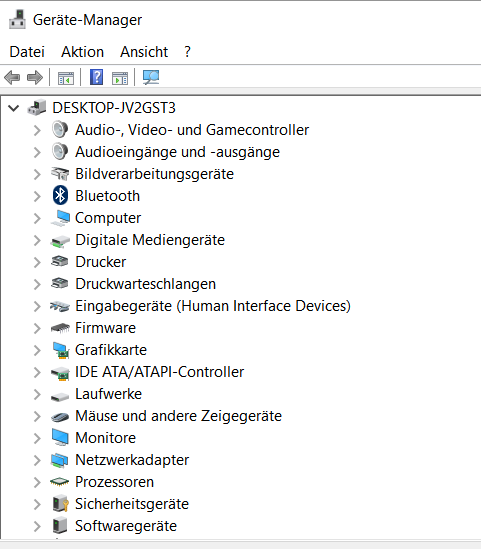 Geräte-Manager
Datei Aktion Ansicht ?
?
DESKTOP-JV2GST3
Audio-, Video- und Gamecontroller
Audioeingänge und -ausgänge
Bildverarbeitungsgeräte
Bluetooth
Computer
Digitale Mediengeräte
Drucker
Druckwarteschlangen
Eingabegeräte (Human Interface Devices)
Firmware
Grafikkarte
IDE ATA/ATAPI-Controller
Laufwerke
Mäuse und andere Zeigegeräte
Monitore
Netzwerkadapter
Prozessoren
Sicherheitsgeräte
Softwaregeräte